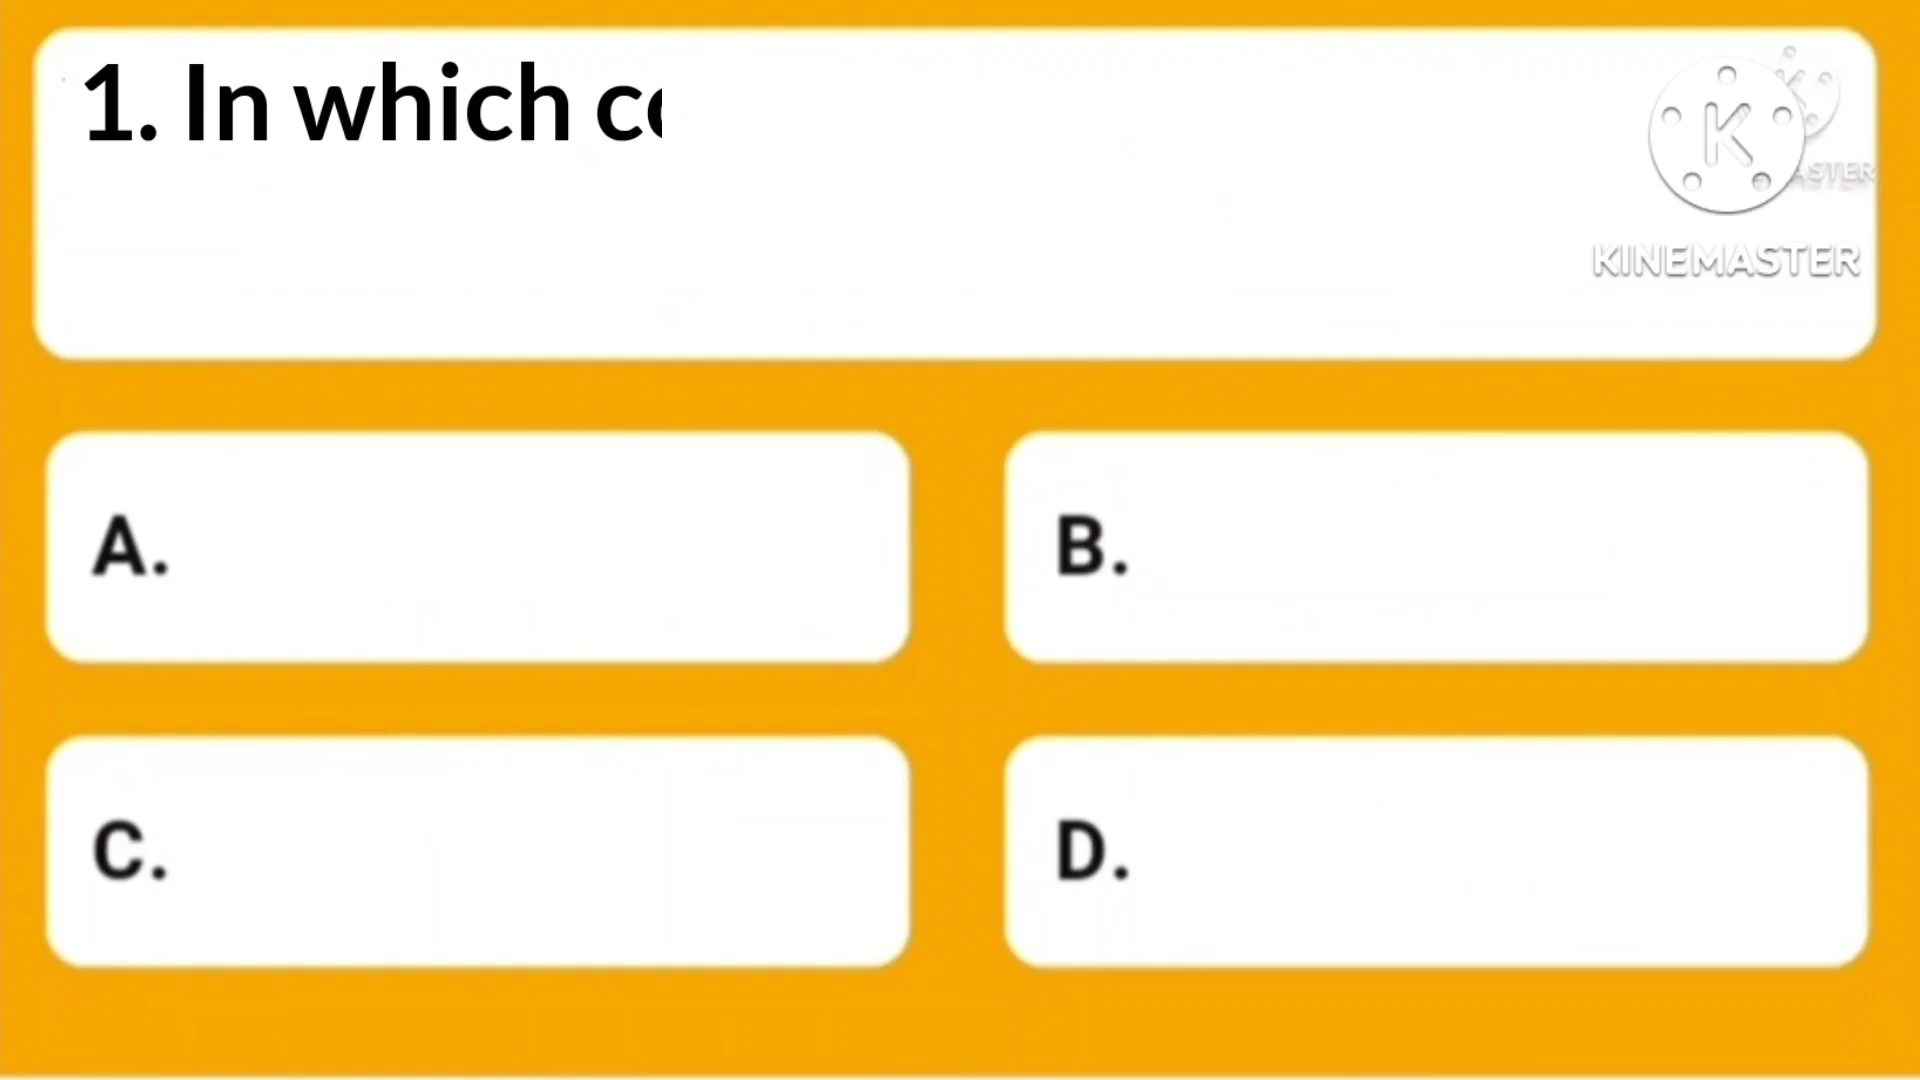 1. In which
K
KINEMASTER
A.
B.
C.
D.